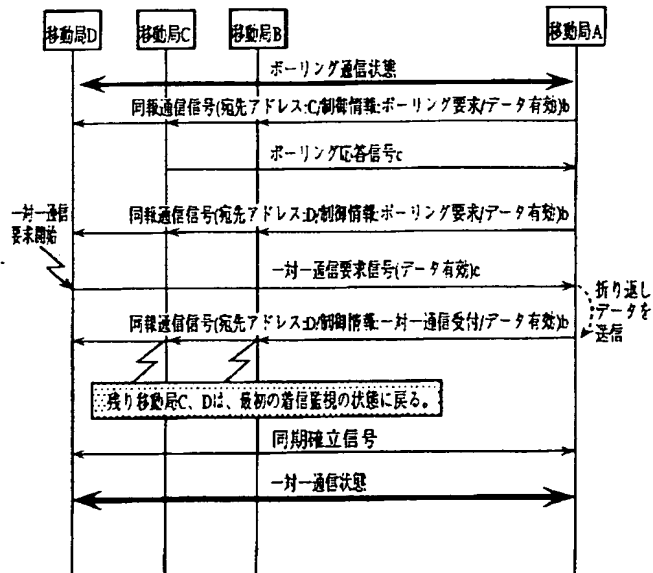 移動局D
移動局C
移動局B
移動局A
ポーリング通信状態
同報通信信号(宛先アドレス:C/制御情報:ポーリング要求/データ有効)b
ポーリング応答信号c
一対一通信
要求開始
同報通信信号(宛先アドレス:D/制御情報:ポーリング要求/データ有効)b
一対一通信要求信号(データ有効)c
折り返し
データを
送信
同報通信信号(宛先アドレス:D/制御情報:一対一通信受付/データ有効)b
残り移動局C、Dは、最初の着信監視の状態に戻る。
同期確立信号
一対一通信状態